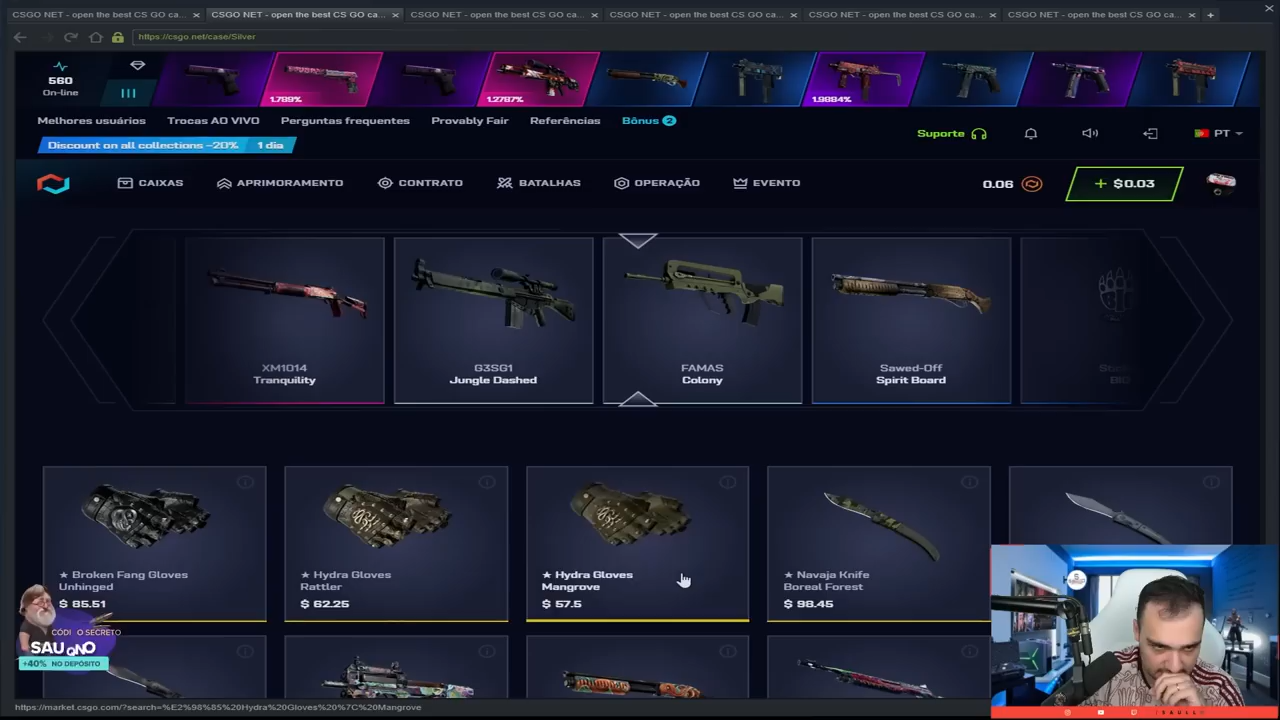 CSGO NET - open the best CS GO ca... × CSGO NET - open the best CS GO ca... × CSGO NET - open the best CS GO ca... × CSGO NET - open the best CS GO ca... × CSGO NET - open the best CS GO ca... × CSGO NET - open the best CS GO ca... × +
https://csgo.net/case/Silver
560
On-line
1.789%
1.2787%
1.9884%
Melhores usuários Trocas AO VIVO Perguntas frequentes Provably Fair Referências Bônus 2
Suporte PT
Discount on all collections –20% 1 dia
CAIXAS APRIMORAMENTO CONTRATO BATALHAS OPERAÇÃO EVENTO 0.06 + $0.03
XM1014
Tranquility
G3SG1
Jungle Dashed
FAMAS
Colony
Sawed-Off
Spirit Board
★ Broken Fang Gloves
Unhinged
$ 85.51
★ Hydra Gloves
Rattler
$ 62.25
★ Hydra Gloves
Mangrove
$ 57.5
★ Navaja Knife
Boreal Forest
$ 98.45
SECRETO
+40% NO DEPÓSITO
https://market.csgo.com/?search=%E2%98%85%20Hydra%20Gloves%20%7C%20Mangrove